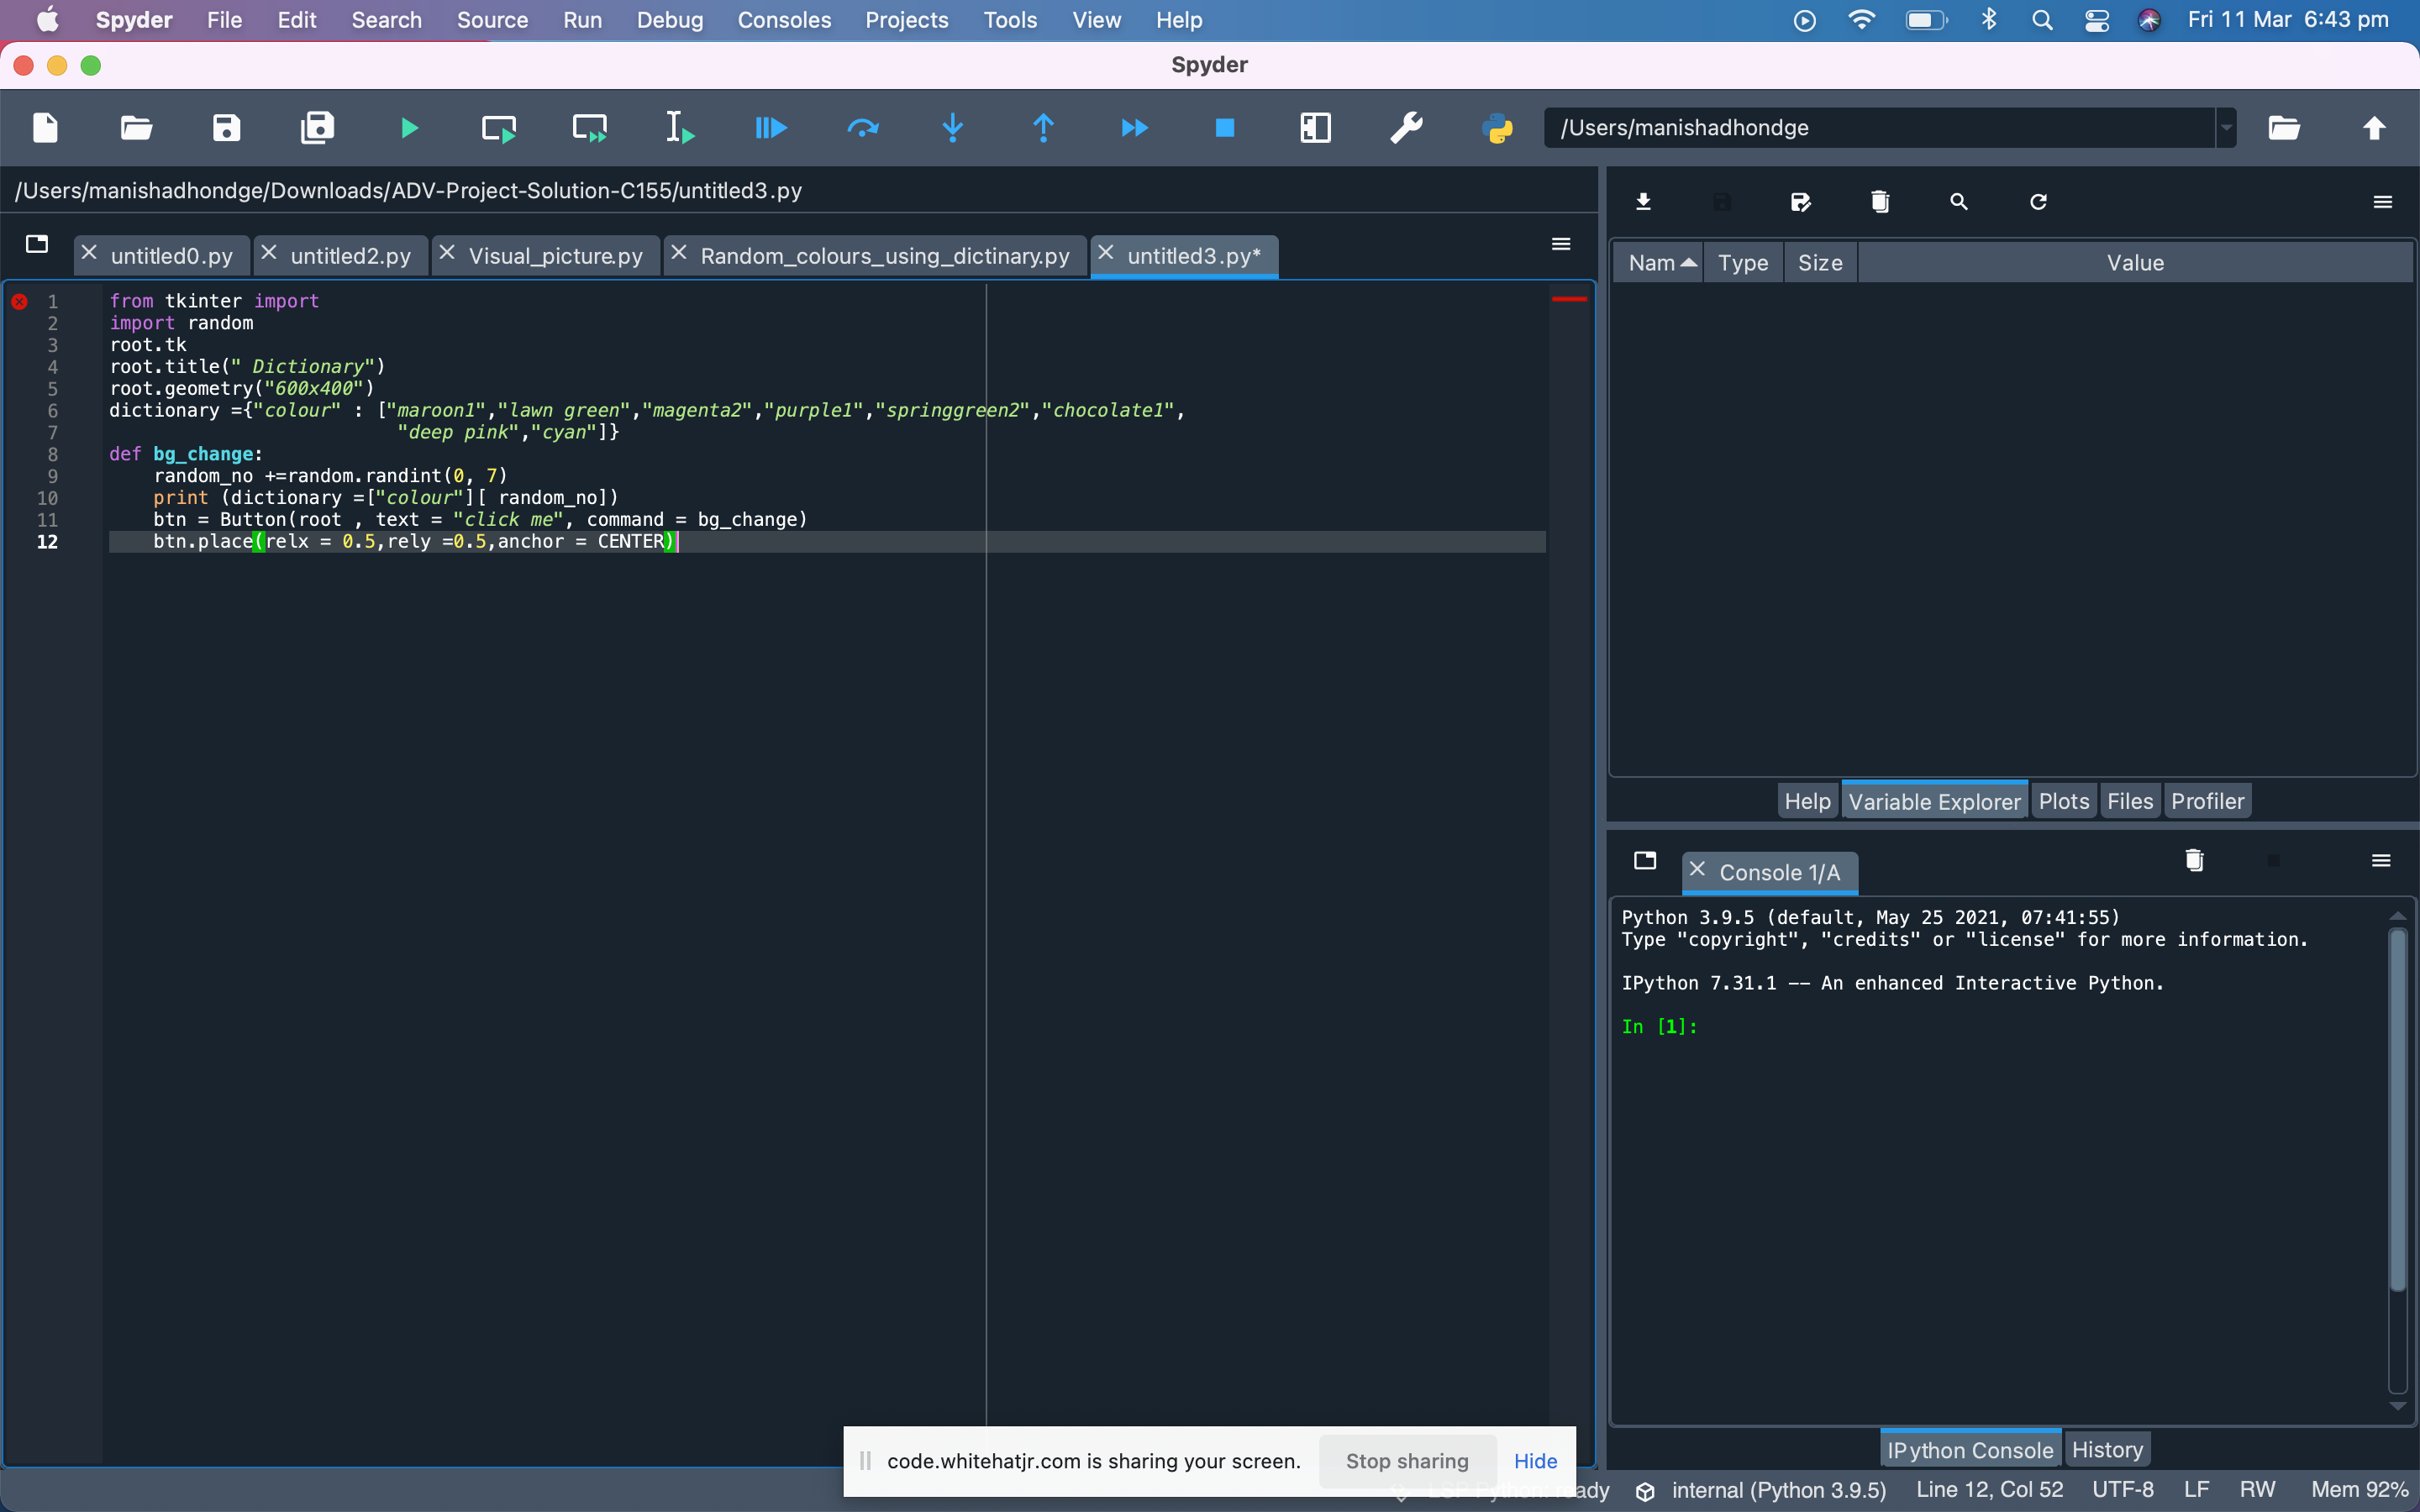 Spyder File Edit Search Source Run Debug Consoles Projects Tools View Help Fri 11 Mar 6:43 pm
Spyder
/Users/manishadhondge
/Users/manishadhondge/Downloads/ADV-Project-Solution-C155/untitled3.py
untitled0.py untitled2.py Visual_picture.py Random_colours_using_dictinary.py untitled3.py*
1 from tkinter import
2 import random
3 root.tk
4 root.title(" Dictionary")
5 root.geometry("600x400")
6 dictionary ={"colour" : ["maroon1","lawn green","magenta2","purple1","springgreen2","chocolate1",
7 "deep pink","cyan"]}
8 def bg_change:
9 random_no +=random.randint(0, 7)
10 print (dictionary =["colour"][ random_no])
11 btn = Button(root , text = "click me", command = bg_change)
12 btn.place(relx = 0.5,rely =0.5,anchor = CENTER)
Nam Type Size Value
Help Variable Explorer Plots Files Profiler
Console 1/A
Python 3.9.5 (default, May 25 2021, 07:41:55)
Type "copyright", "credits" or "license" for more information.
IPython 7.31.1 -- An enhanced Interactive Python.
In [1]:
IPython Console History
code.whitehatjr.com is sharing your screen. Stop sharing Hide
LSP Python: ready internal (Python 3.9.5) Line 12, Col 52 UTF-8 LF RW Mem 92%